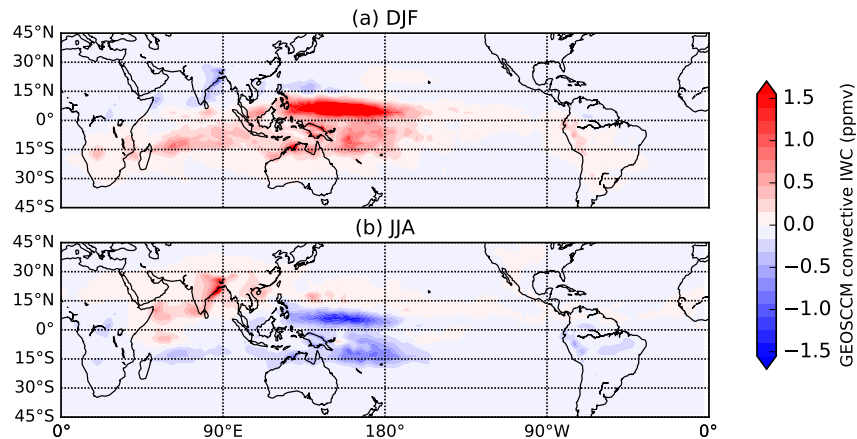 (a) DJF
45°N
30°N
15°N
0°
15°S
30°S
45°S
(b) JJA
45°N
30°N
15°N
0°
15°S
30°S
45°S
0° 90°E 180° 90°W 0°
1.5
1.0
0.5
0.0
−0.5
−1.0
−1.5
GEOSCCM convective IWC (ppmv)